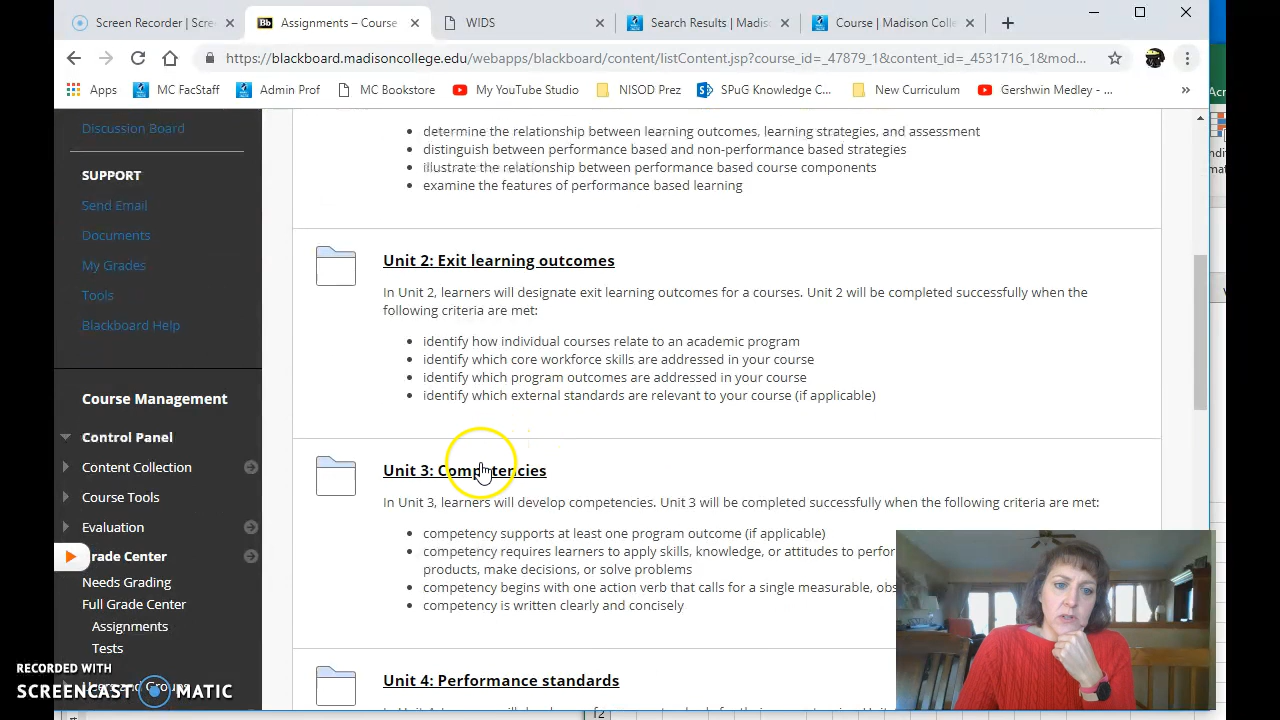 Screen Recorder | Scree
Assignments – Course
WIDS
Search Results | Madiso
Course | Madison Colle
https://blackboard.madisoncollege.edu/webapps/blackboard/content/listContent.jsp?course_id=_47879_1&content_id=_4531716_1&mod...
Apps
MC FacStaff
Admin Prof
MC Bookstore
My YouTube Studio
NISOD Prez
SPuG Knowledge C...
New Curriculum
Gershwin Medley -...
»
Discussion Board
SUPPORT
Send Email
Documents
My Grades
Tools
Blackboard Help
Course Management
Control Panel
Content Collection
Course Tools
Evaluation
Grade Center
Needs Grading
Full Grade Center
Assignments
Tests
determine the relationship between learning outcomes, learning strategies, and assessment
distinguish between performance based and non-performance based strategies
illustrate the relationship between performance based course components
examine the features of performance based learning
Unit 2: Exit learning outcomes
In Unit 2, learners will designate exit learning outcomes for a courses. Unit 2 will be completed successfully when the
following criteria are met:
identify how individual courses relate to an academic program
identify which core workforce skills are addressed in your course
identify which program outcomes are addressed in your course
identify which external standards are relevant to your course (if applicable)
Unit 3: Competencies
In Unit 3, learners will develop competencies. Unit 3 will be completed successfully when the following criteria are met:
competency supports at least one program outcome (if applicable)
competency requires learners to apply skills, knowledge, or attitudes to perfor
products, make decisions, or solve problems
competency begins with one action verb that calls for a single measurable, obs
competency is written clearly and concisely
Unit 4: Performance standards
RECORDED WITH
SCREENCAST MATIC